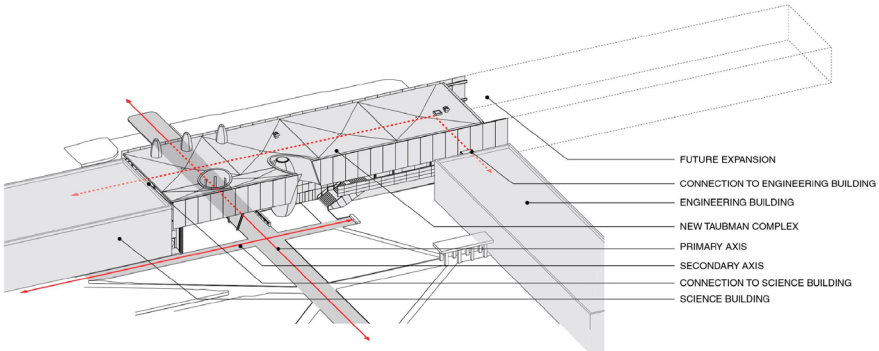 FUTURE EXPANSION
CONNECTION TO ENGINEERING BUILDING
ENGINEERING BUILDING
NEW TAUBMAN COMPLEX
PRIMARY AXIS
SECONDARY AXIS
CONNECTION TO SCIENCE BUILDING
SCIENCE BUILDING